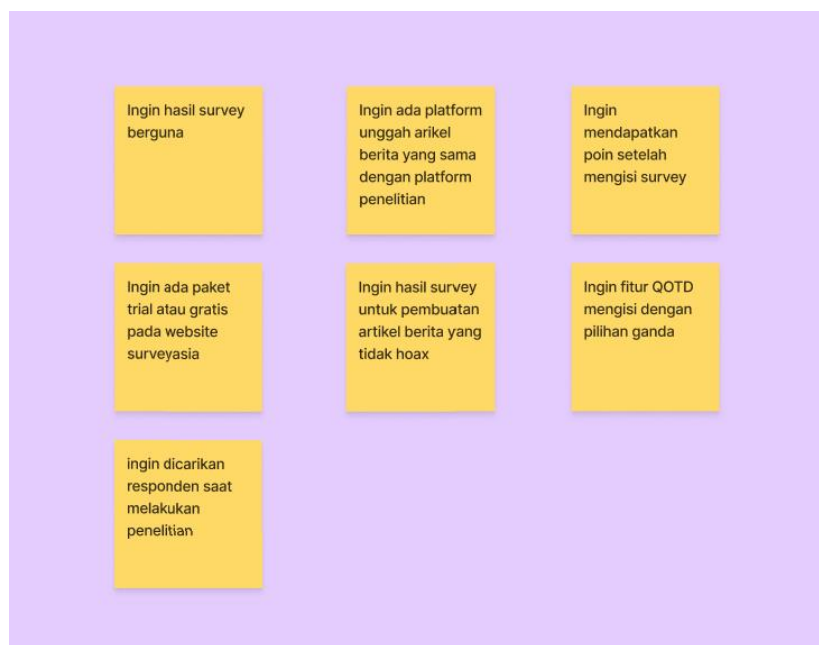 Ingin hasil survey
berguna
Ingin ada platform
unggah arikel
berita yang sama
dengan platform
penelitian
Ingin
mendapatkan
poin setelah
mengisi survey
Ingin ada paket
trial atau gratis
pada website
surveyasia
Ingin hasil survey
untuk pembuatan
artikel berita yang
tidak hoax
Ingin fitur QOTD
mengisi dengan
pilihan ganda
ingin dicarikan
responden saat
melakukan
penelitian